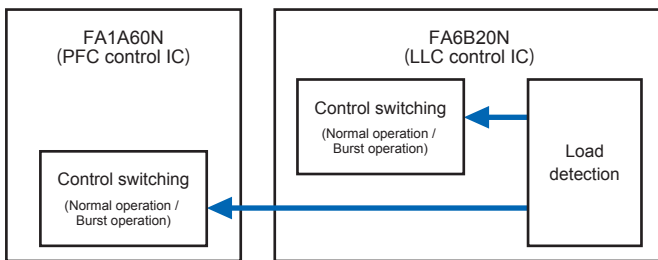 FA1A60N
(PFC control IC)
Control switching
(Normal operation /
Burst operation)
FA6B20N
(LLC control IC)
Control switching
(Normal operation /
Burst operation)
Load
detection